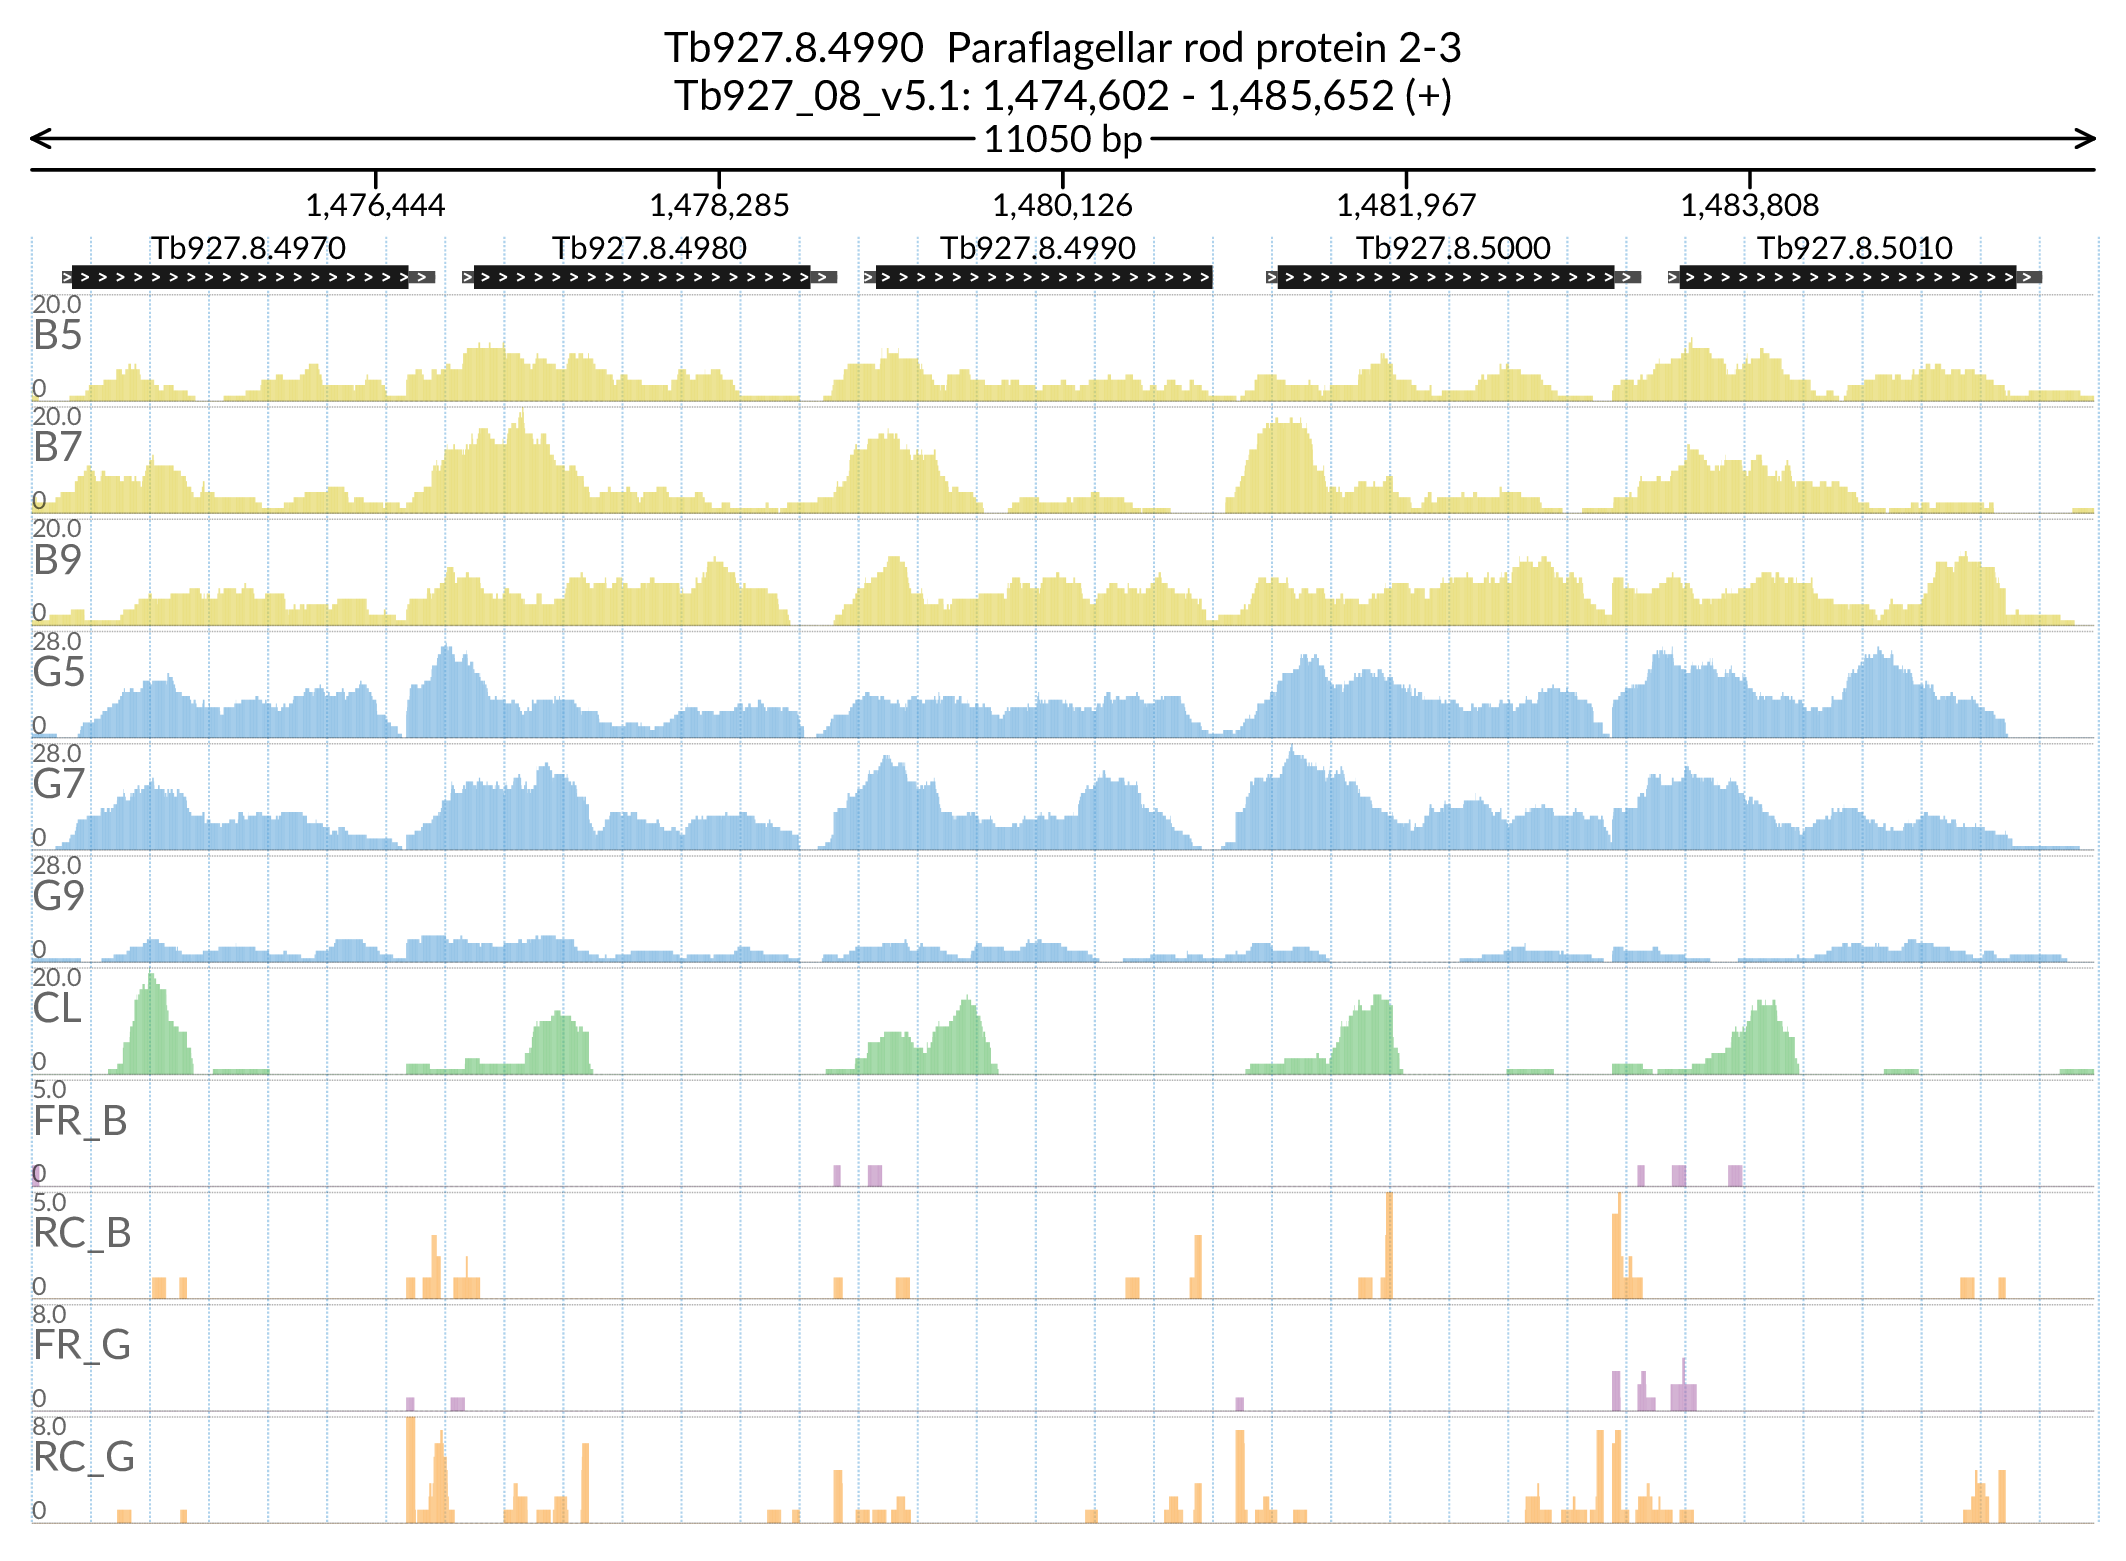 Tb927.8.4990  Paraflagellar rod protein 2-3
Tb927_08_v5.1: 1,474,602 - 1,485,652 (+)
11050 bp
1,476,444 1,478,285 1,480,126 1,481,967 1,483,808
Tb927.8.4970 Tb927.8.4980 Tb927.8.4990 Tb927.8.5000 Tb927.8.5010
20.0
B5
0
20.0
B7
0
20.0
B9
0
28.0
G5
0
28.0
G7
0
28.0
G9
0
20.0
CL
0
5.0
FR_B
0
5.0
RC_B
0
8.0
FR_G
0
8.0
RC_G
0